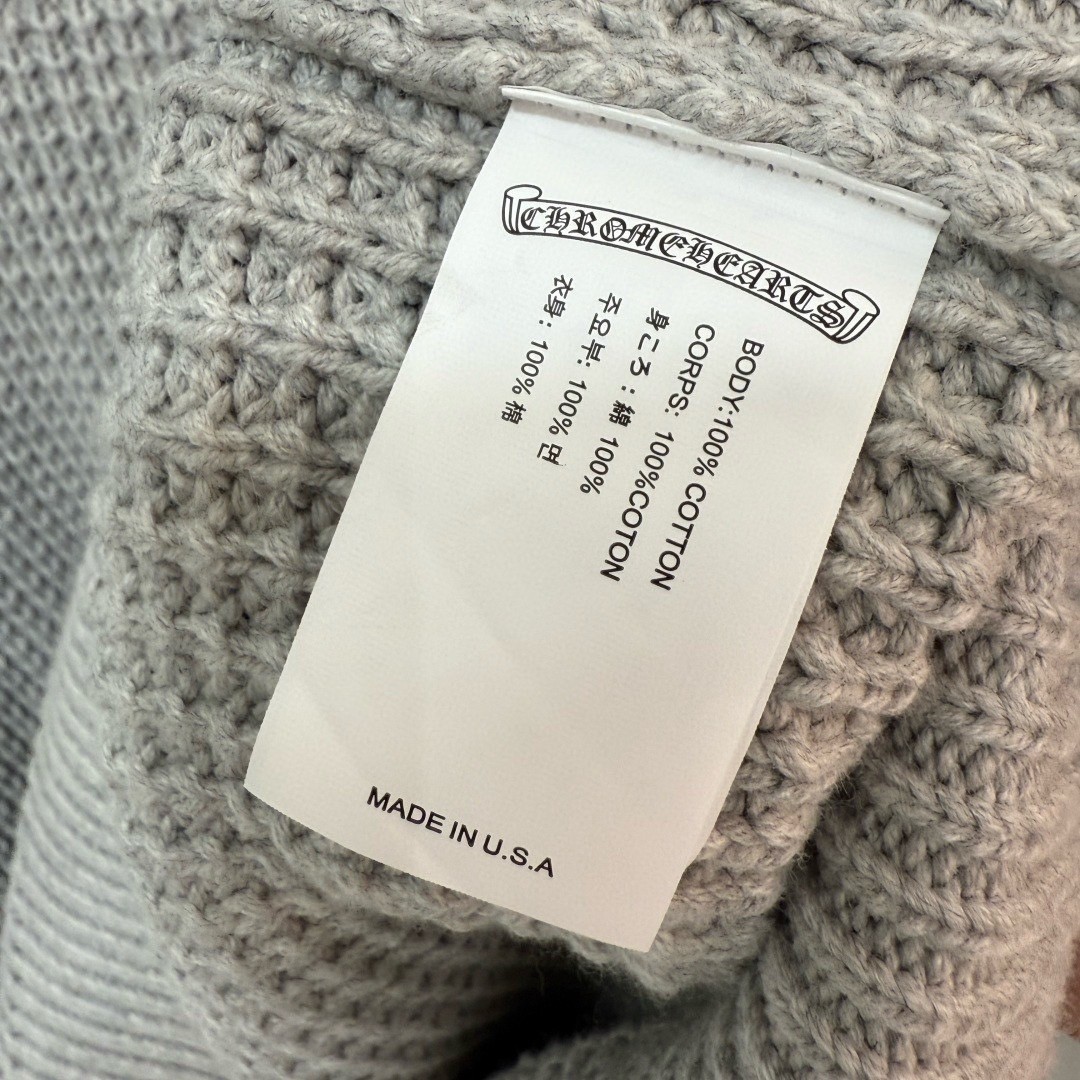 CHROMEHEARTS
BODY:100% COTTON
CORPS: 100%COTON
身ころ : 綿 100%
주요부: 100% 면
衣身: 100% 棉
MADE IN U.S.A